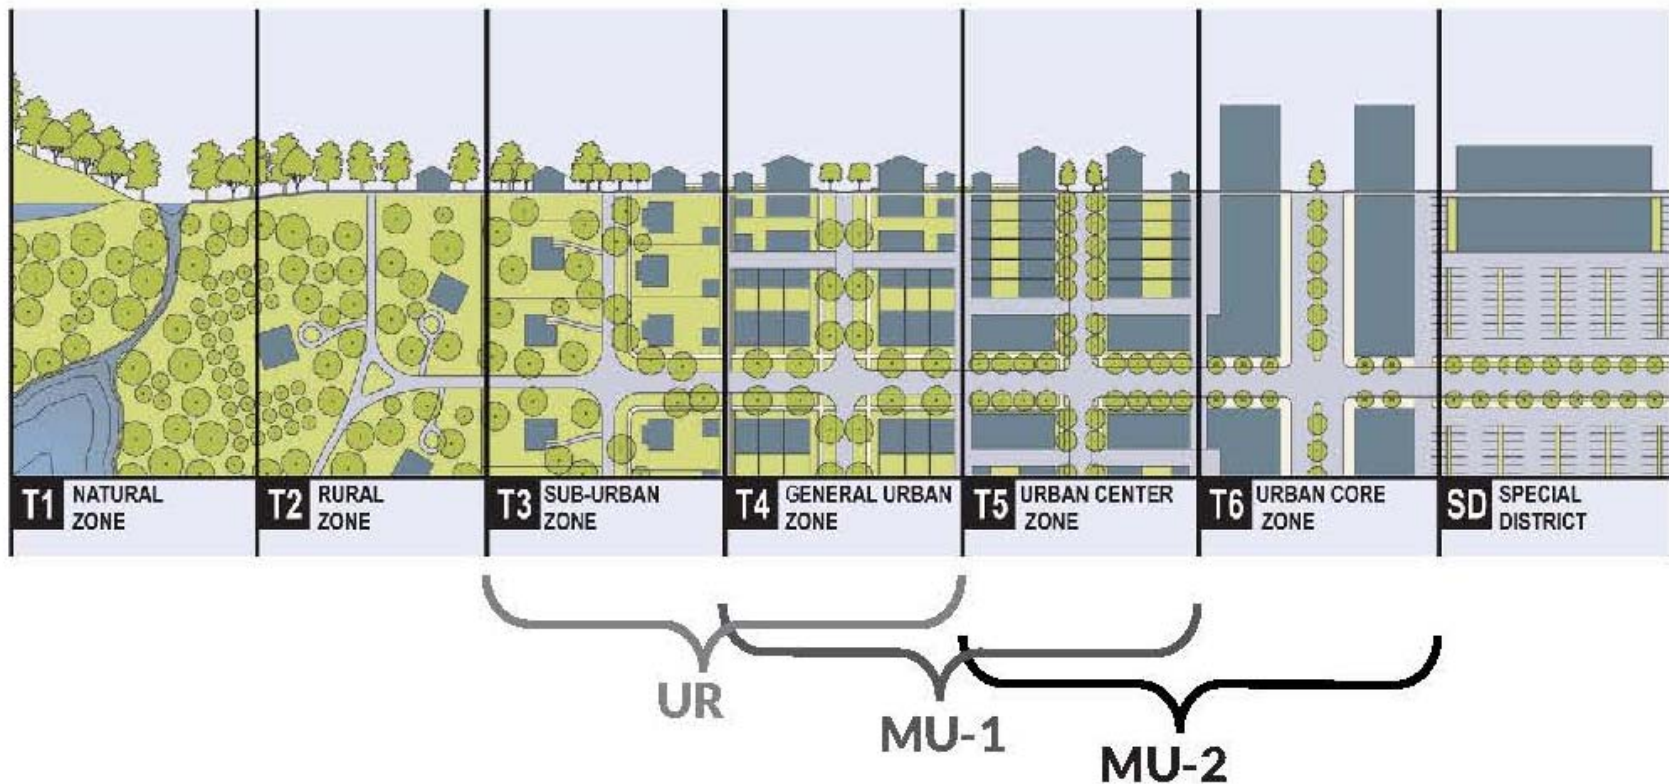 T1 NATURAL
ZONE
T2 RURAL
ZONE
T3 SUB-URBAN
ZONE
T4 GENERAL URBAN
ZONE
T5 URBAN CENTER
ZONE
T6 URBAN CORE
ZONE
SD SPECIAL
DISTRICT
UR
MU-1
MU-2